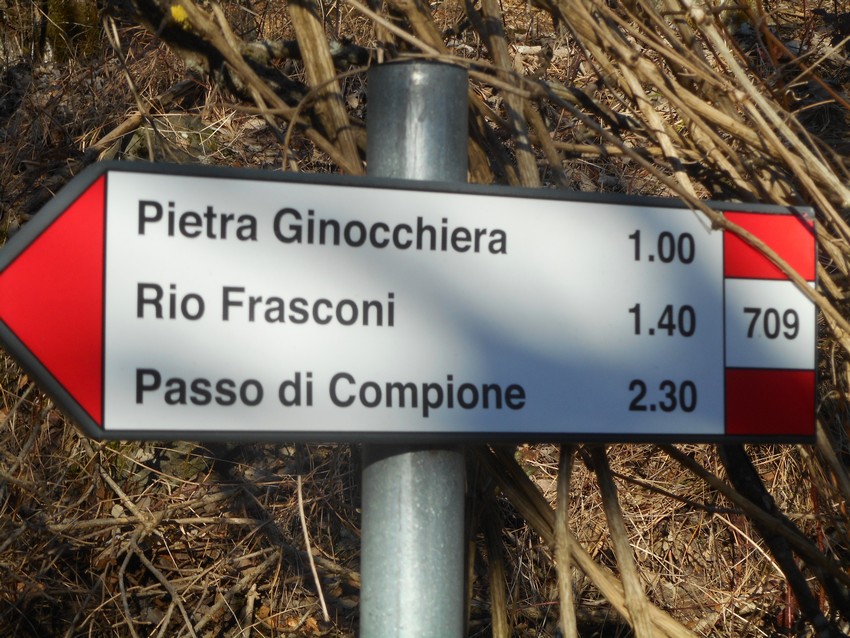 Pietra Ginocchiera 1.00
Rio Frasconi 1.40
Passo di Compione 2.30
709